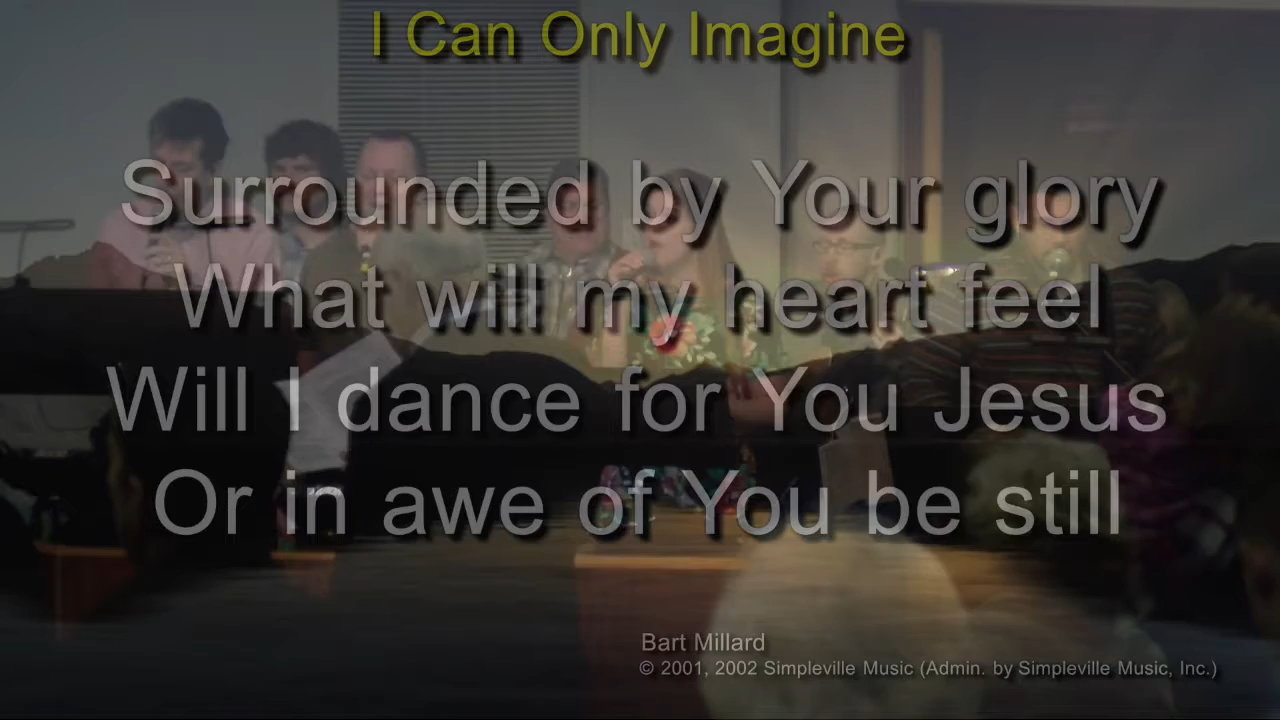 I Can Only Imagine
Surrounded by Your glory
What will my heart feel
Will I dance for You Jesus
Or in awe of You be still
Bart Millard
© 2001, 2002 Simpleville Music (Admin. by Simpleville Music, Inc.)